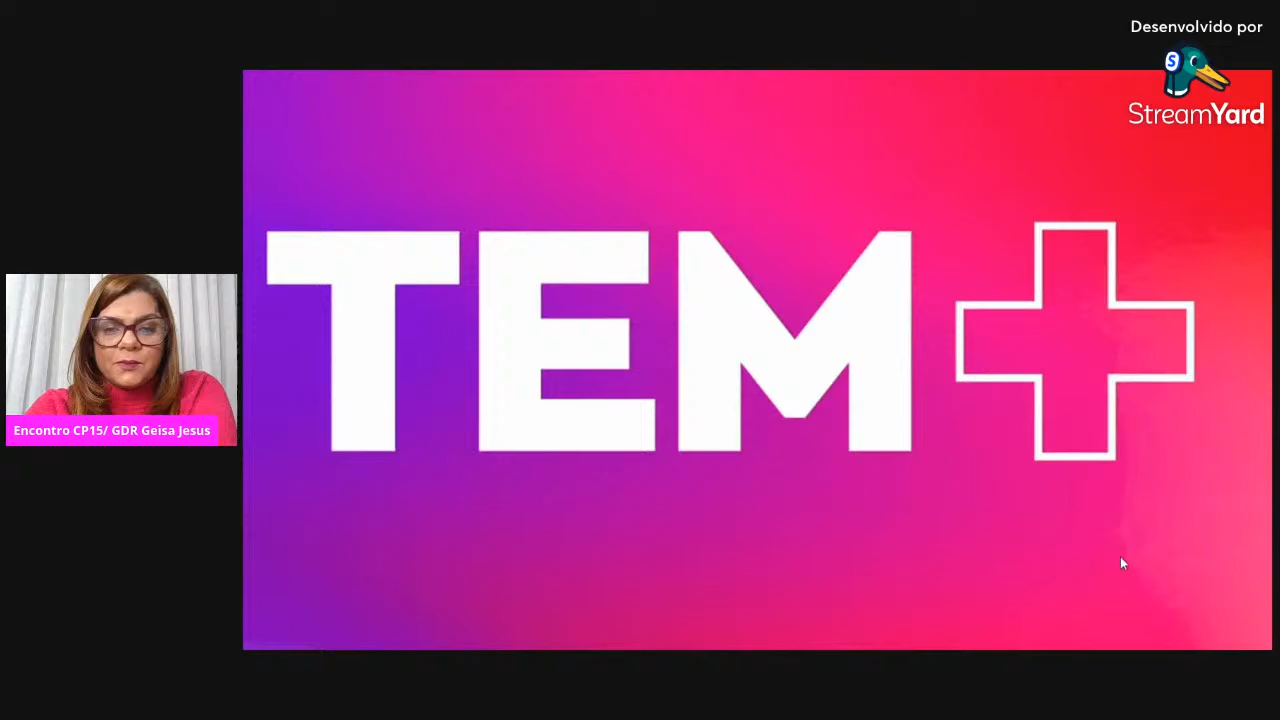 Desenvolvido por
StreamYard
TEM+
Encontro CP15/ GDR Geisa Jesus